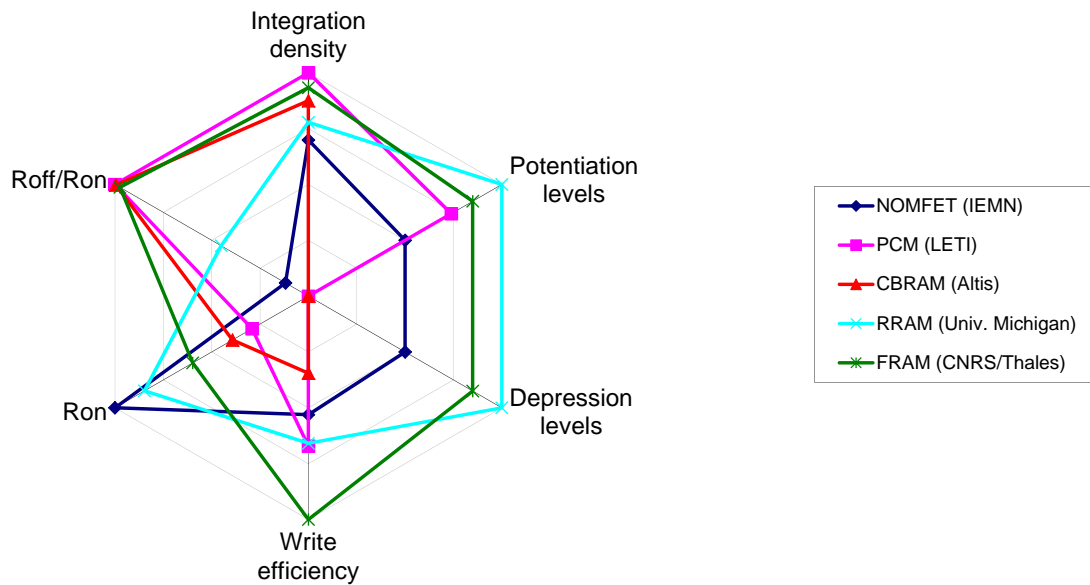 Integration
density
Potentiation
levels
Roff/Ron
NOMFET (IEMN)
PCM (LETI)
CBRAM (Altis)
RRAM (Univ. Michigan)
FRAM (CNRS/Thales)
Ron
Depression
levels
Write
efficiency